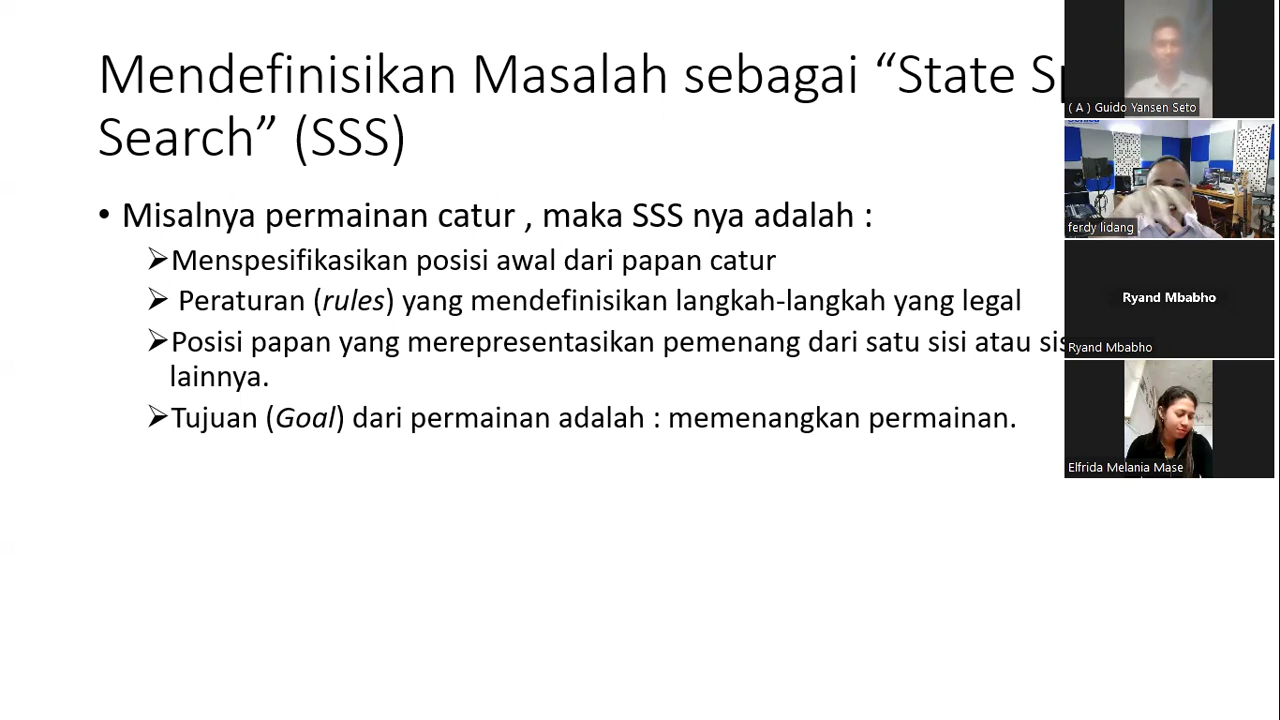 Mendefinisikan Masalah sebagai “State
Search” (SSS)
• Misalnya permainan catur , maka SSS nya adalah :
➢Menspesifikasikan posisi awal dari papan catur
➢ Peraturan (rules) yang mendefinisikan langkah-langkah yang legal
➢Posisi papan yang merepresentasikan pemenang dari satu sisi atau
lainnya.
➢Tujuan (Goal) dari permainan adalah : memenangkan permainan.
( A ) Guido Yansen Seto
ferdy lidang
Ryand Mbabho
Ryand Mbabho
Elfrida Melania Mase